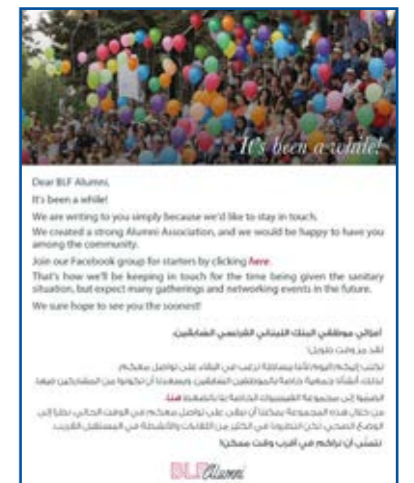 It's been a while!
Dear BLF Alumni,
It's been a while!
We are writing to you simply because we'd like to stay in touch.
We created a strong Alumni Association, and we would be happy to have you
among the community.
Join our Facebook group for starters by clicking here.
That's how we'll be keeping in touch for the time being given the sanitary
situation, but expect many gatherings and networking events in the future.
We sure hope to see you the soonest!
أعزائي موظفي البنك اللبناني الفرنسي السابقين،
لقد مر وقت طويل!
نكتب إليكم اليوم لأننا ببساطة نرغب في البقاء على تواصل معكم.
لذلك، أنشأنا جمعية خاصة بالموظفين السابقين، ويسعدنا أن تكونوا من المشاركين فيها.
انضموا إلى مجموعة الفيسبوك الخاصة بنا بالضغط هنا.
من خلال هذه المجموعة يمكننا أن نبقى على تواصل معكم في الوقت الحالي، نظرا إلى
الوضع الصحي، لكن انتظرونا في الكثير من اللقاءات والأنشطة في المستقبل القريب.
نتمنّى أن نراكم في أقرب وقت ممكن!
BLF Alumni